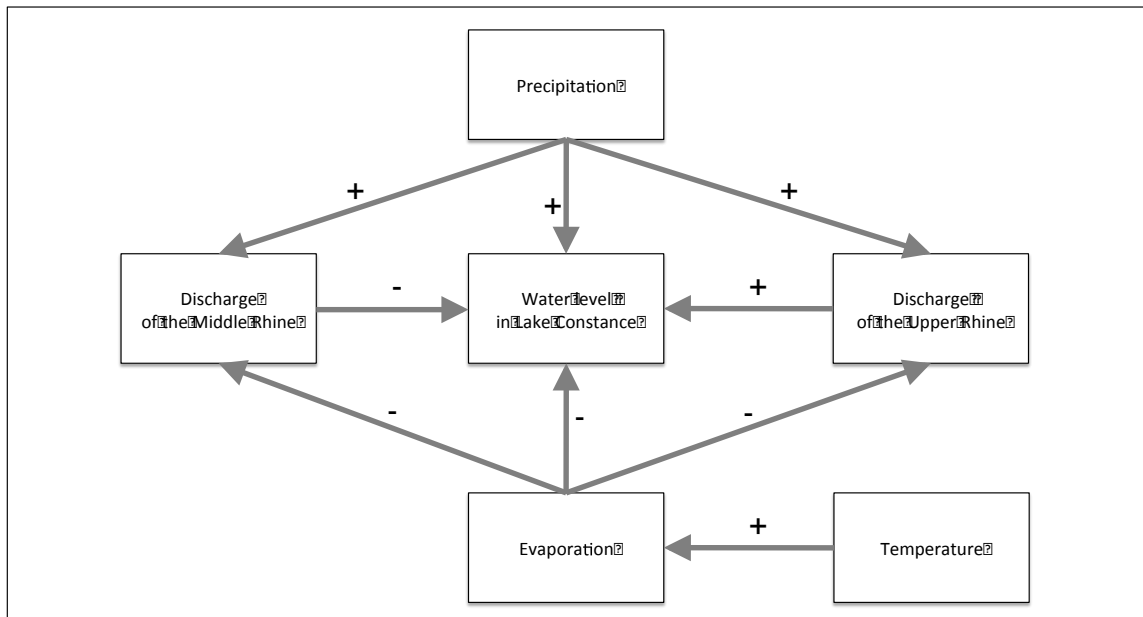 Precipitation
+
+
+
Discharge
of the Middle Rhine
-
Water level
in Lake Constance
+
Discharge
of the Upper Rhine
-
-
-
Evaporation
+
Temperature